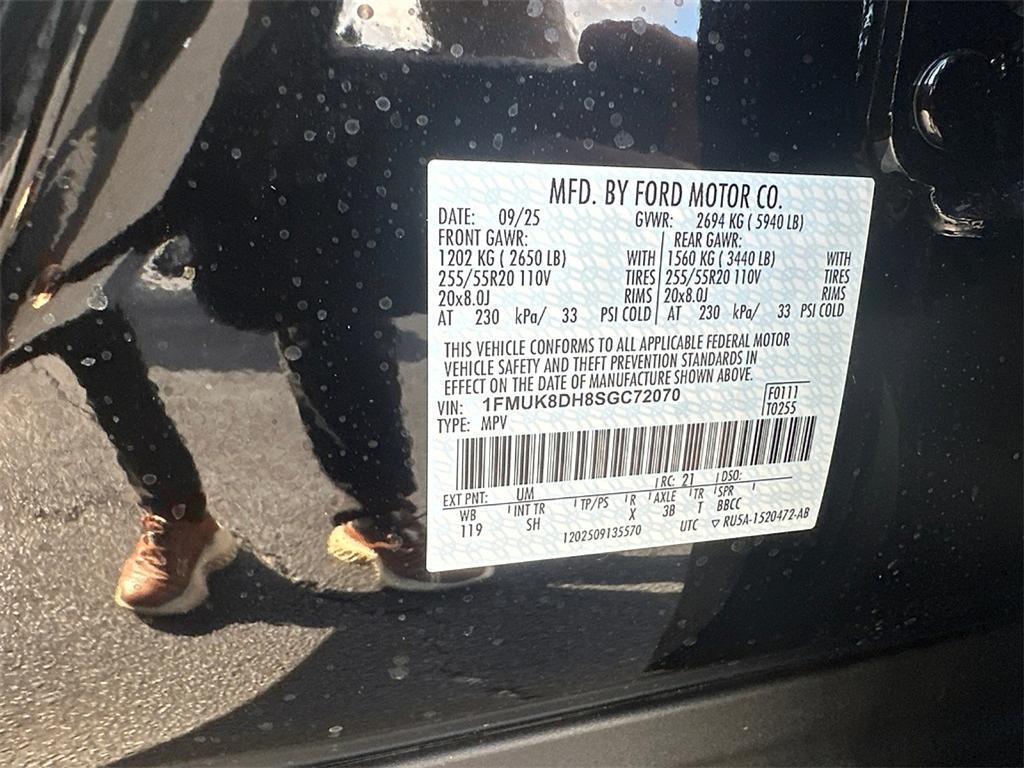 MFD. BY FORD MOTOR CO.
DATE: 09/25 GVWR: 2694 KG ( 5940 LB)
FRONT GAWR: REAR GAWR:
1202 KG ( 2650 LB) WITH 1560 KG ( 3440 LB) WITH
255/55R20 110V TIRES 255/55R20 110V TIRES
20x8.0J RIMS 20x8.0J RIMS
AT 230 kPa/ 33 PSI COLD AT 230 kPa/ 33 PSI COLD
THIS VEHICLE CONFORMS TO ALL APPLICABLE FEDERAL MOTOR
VEHICLE SAFETY AND THEFT PREVENTION STANDARDS IN
EFFECT ON THE DATE OF MANUFACTURE SHOWN ABOVE.
VIN: 1FMUK8DH8SGC72070 F0111
TYPE: MPV T0255
EXT PNT: UM RC: 21 DSO:
WB INT TR TP/PS R AXLE TR SPR
119 SH X 3B T BBCC
1202509135570 UTC ▽ RU5A-1520472-AB